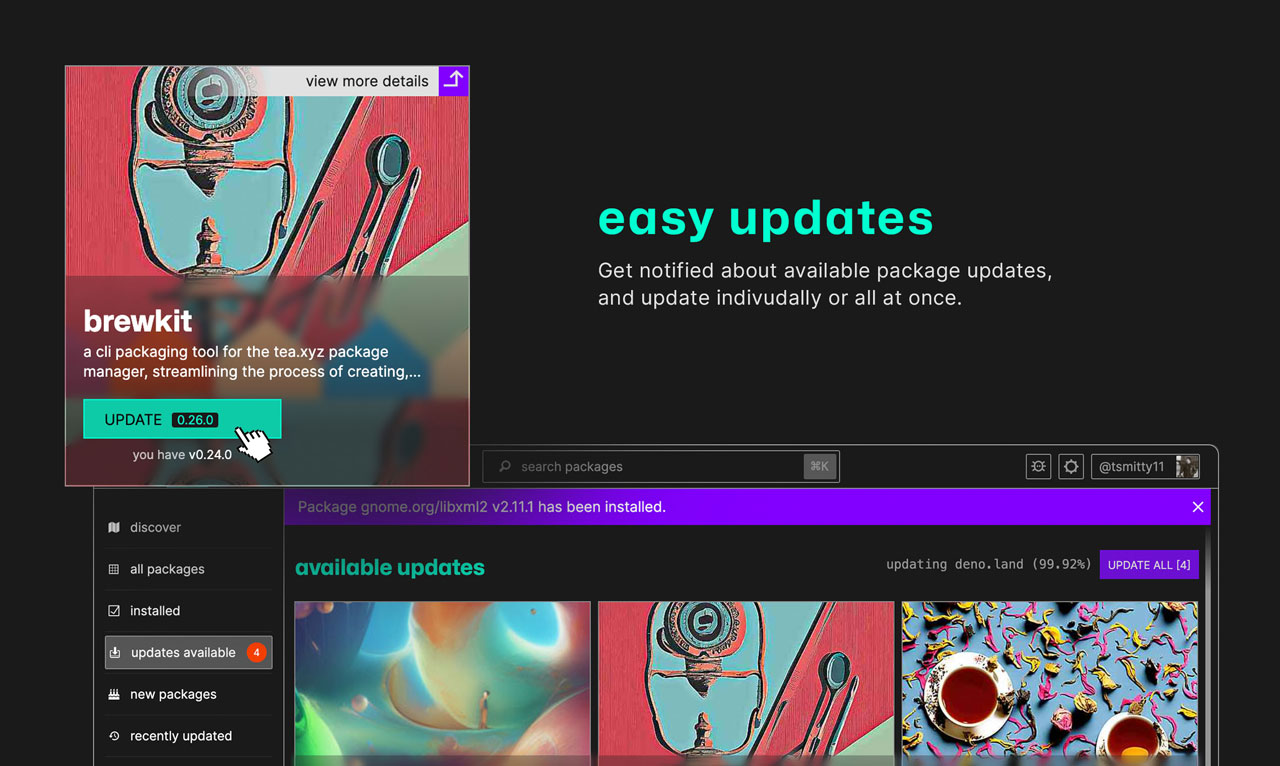 view more details
brewkit
a cli packaging tool for the tea.xyz package
manager, streamlining the process of creating,...
UPDATE 0.26.0
you have v0.24.0
easy updates
Get notified about available package updates,
and update indivudally or all at once.
search packages ⌘K
@tsmitty11
Package gnome.org/libxml2 v2.11.1 has been installed.
discover
all packages
installed
updates available 4
new packages
recently updated
available updates
updating deno.land (99.92%)
UPDATE ALL [4]